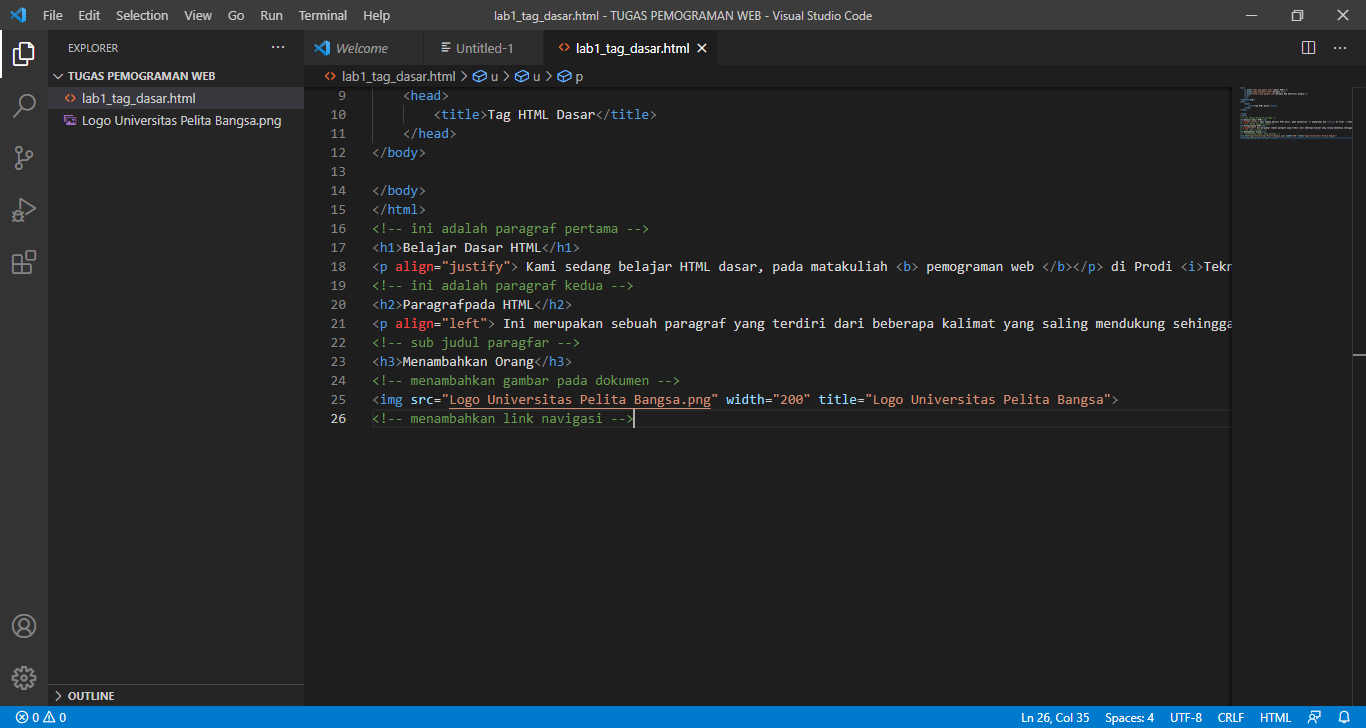 File Edit Selection View Go Run Terminal Help
lab1_tag_dasar.html - TUGAS PEMOGRAMAN WEB - Visual Studio Code
EXPLORER
TUGAS PEMOGRAMAN WEB
lab1_tag_dasar.html
Logo Universitas Pelita Bangsa.png
OUTLINE
Welcome Untitled-1 lab1_tag_dasar.html
lab1_tag_dasar.html > u > u > p
9 <head>
10 <title>Tag HTML Dasar</title>
11 </head>
12 </body>
13
14 </body>
15 </html>
16 <!-- ini adalah paragraf pertama -->
17 <h1>Belajar Dasar HTML</h1>
18 <p align="justify"> Kami sedang belajar HTML dasar, pada matakuliah <b> pemograman web </b></p> di Prodi <i>Tekn
19 <!-- ini adalah paragraf kedua -->
20 <h2>Paragrafpada HTML</h2>
21 <p align="left"> Ini merupakan sebuah paragraf yang terdiri dari beberapa kalimat yang saling mendukung sehingga
22 <!-- sub judul paragfar -->
23 <h3>Menambahkan Orang</h3>
24 <!-- menambahkan gambar pada dokumen -->
25 <img src="Logo Universitas Pelita Bangsa.png" width="200" title="Logo Universitas Pelita Bangsa">
26 <!-- menambahkan link navigasi -->
0 0
Ln 26, Col 35 Spaces: 4 UTF-8 CRLF HTML